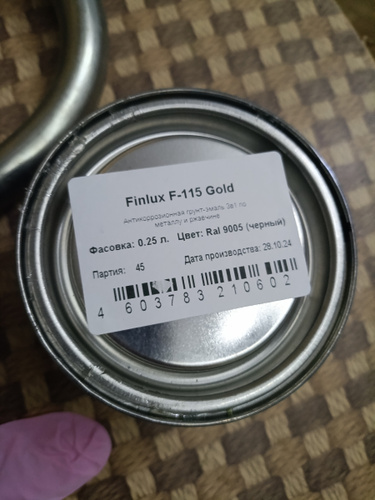 Finlux F-115 Gold
Антикоррозионная грунт-эмаль 3в1 по
металлу и ржавчине
Фасовка: 0.25 л. Цвет: Ral 9005 (черный)
Партия: 45 Дата производства: 28.10.24
4 603783 210602